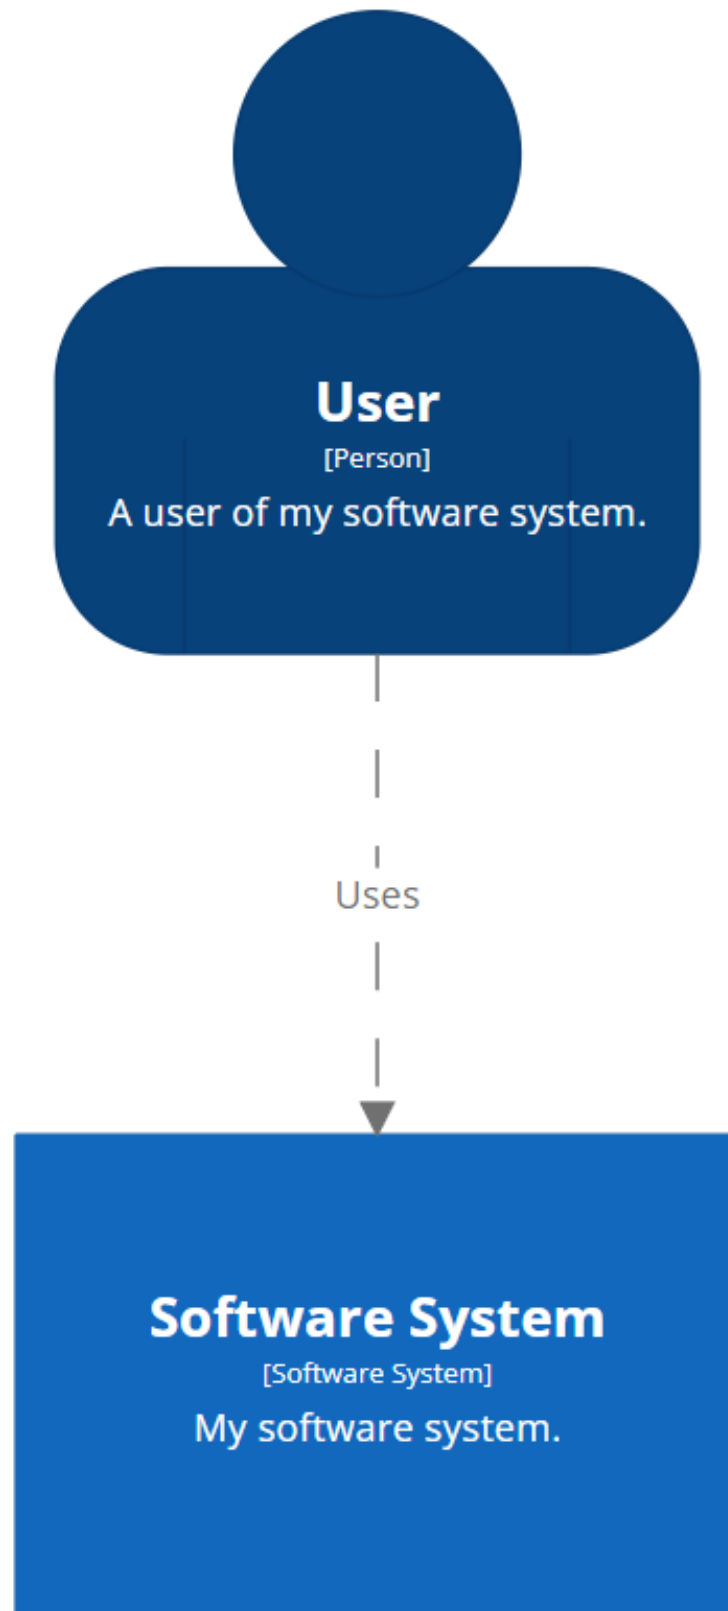 User
[Person]
A user of my software system.
Uses
Software System
[Software System]
My software system.